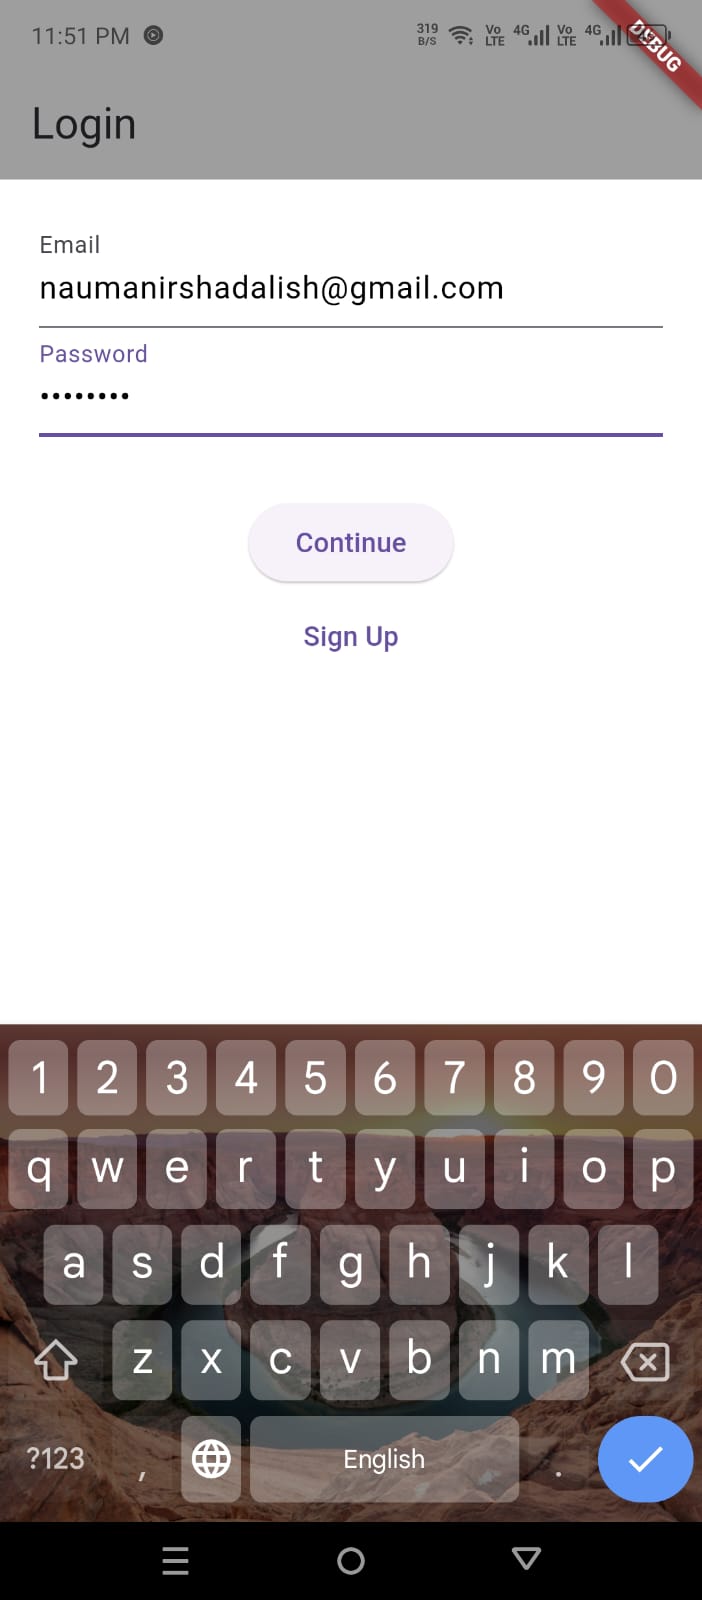 11:51 PM 319 B/S Vo LTE 4G Vo LTE 4G
DEBUG
Login
Email
naumanirshadalish@gmail.com
Password
••••••••
Continue
Sign Up
1 2 3 4 5 6 7 8 9 0
q w e r t y u i o p
a s d f g h j k l
z x c v b n m
?123 , English .